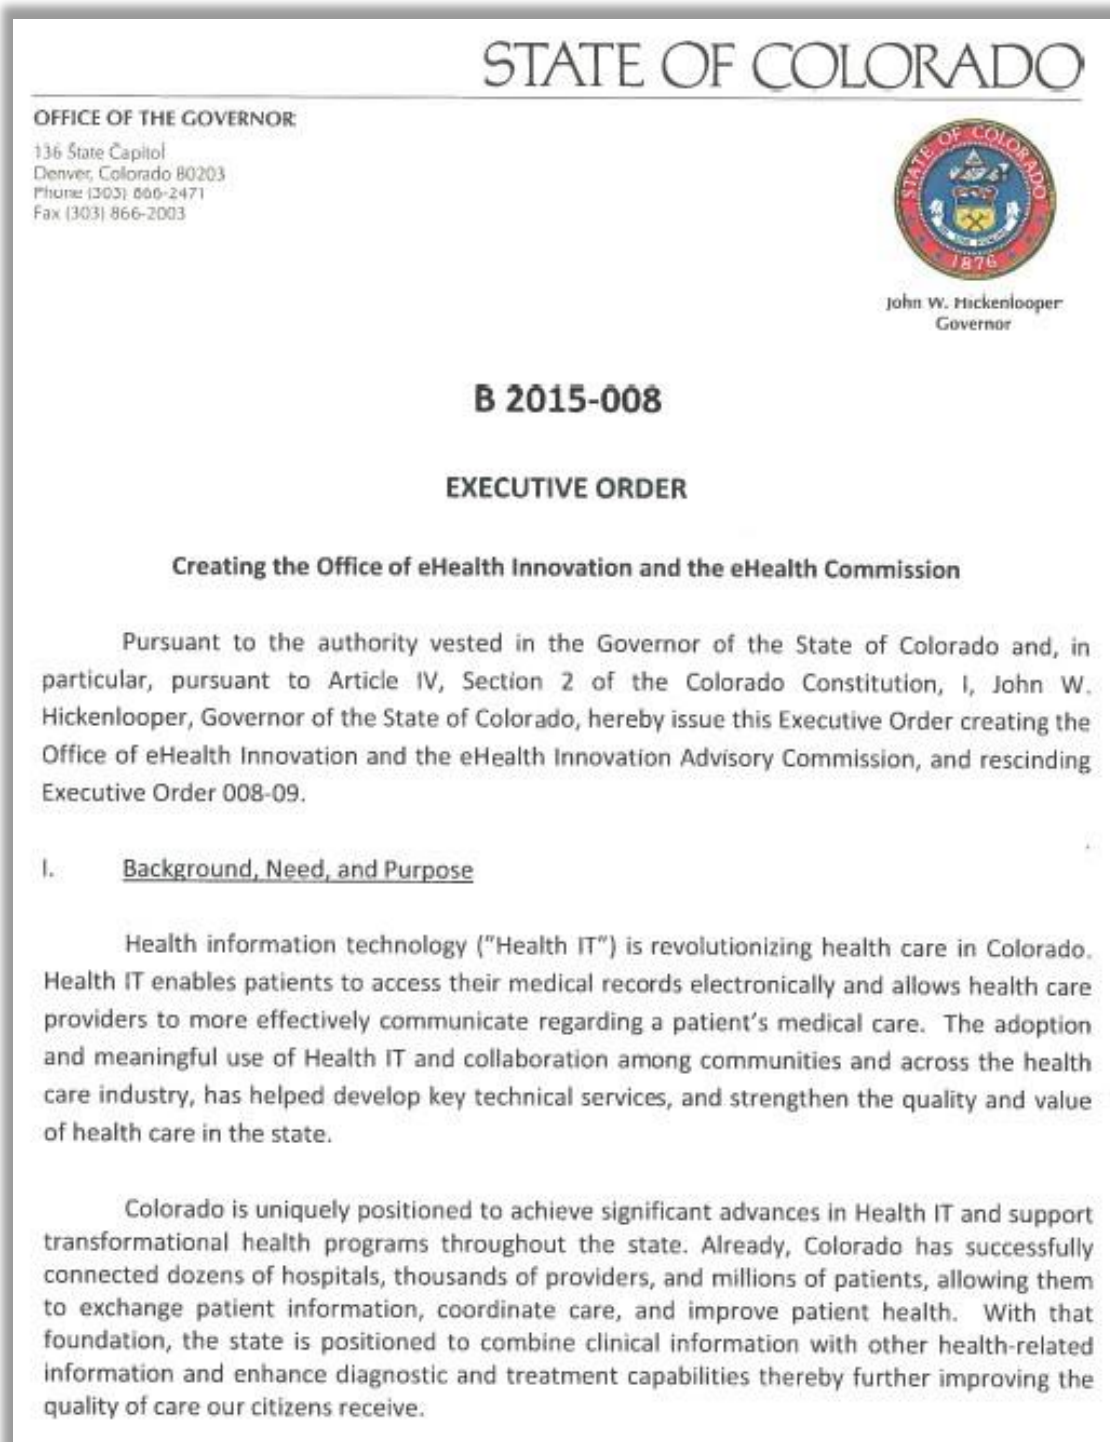 STATE OF COLORADO
OFFICE OF THE GOVERNOR
136 State Capitol
Denver, Colorado 80203
Phone (303) 866-2471
Fax (303) 866-2003
STATE OF COLORADO
1876
John W. Hickenlooper
Governor
B 2015-008
EXECUTIVE ORDER
Creating the Office of eHealth Innovation and the eHealth Commission
Pursuant to the authority vested in the Governor of the State of Colorado and, in
particular, pursuant to Article IV, Section 2 of the Colorado Constitution, I, John W.
Hickenlooper, Governor of the State of Colorado, hereby issue this Executive Order creating the
Office of eHealth Innovation and the eHealth Innovation Advisory Commission, and rescinding
Executive Order 008-09.
I. Background, Need, and Purpose
Health information technology ("Health IT") is revolutionizing health care in Colorado.
Health IT enables patients to access their medical records electronically and allows health care
providers to more effectively communicate regarding a patient's medical care. The adoption
and meaningful use of Health IT and collaboration among communities and across the health
care industry, has helped develop key technical services, and strengthen the quality and value
of health care in the state.
Colorado is uniquely positioned to achieve significant advances in Health IT and support
transformational health programs throughout the state. Already, Colorado has successfully
connected dozens of hospitals, thousands of providers, and millions of patients, allowing them
to exchange patient information, coordinate care, and improve patient health. With that
foundation, the state is positioned to combine clinical information with other health-related
information and enhance diagnostic and treatment capabilities thereby further improving the
quality of care our citizens receive.